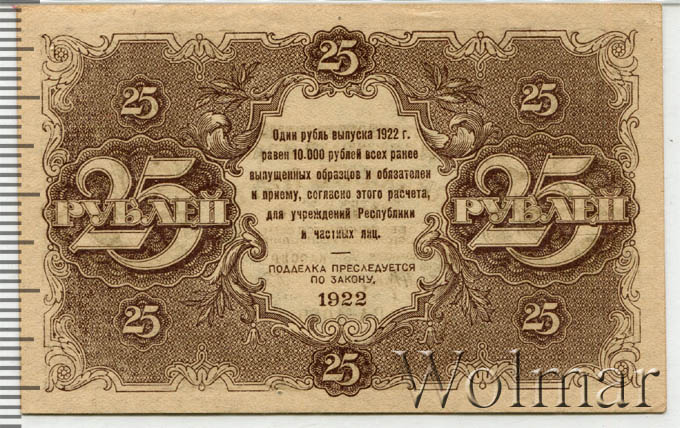 25
25
25
Один рубль выпуска 1922 г.
равен 10.000 рублей всех ранее
выпущенных образцов и обязателен
к приему, согласно этого расчета,
для учреждений Республики
и частных лиц.
25 РУБЛЕЙ
25 РУБЛЕЙ
ПОДДЕЛКА ПРЕСЛЕДУЕТСЯ
ПО ЗАКОНУ.
1922
25
25
25
Wolmar